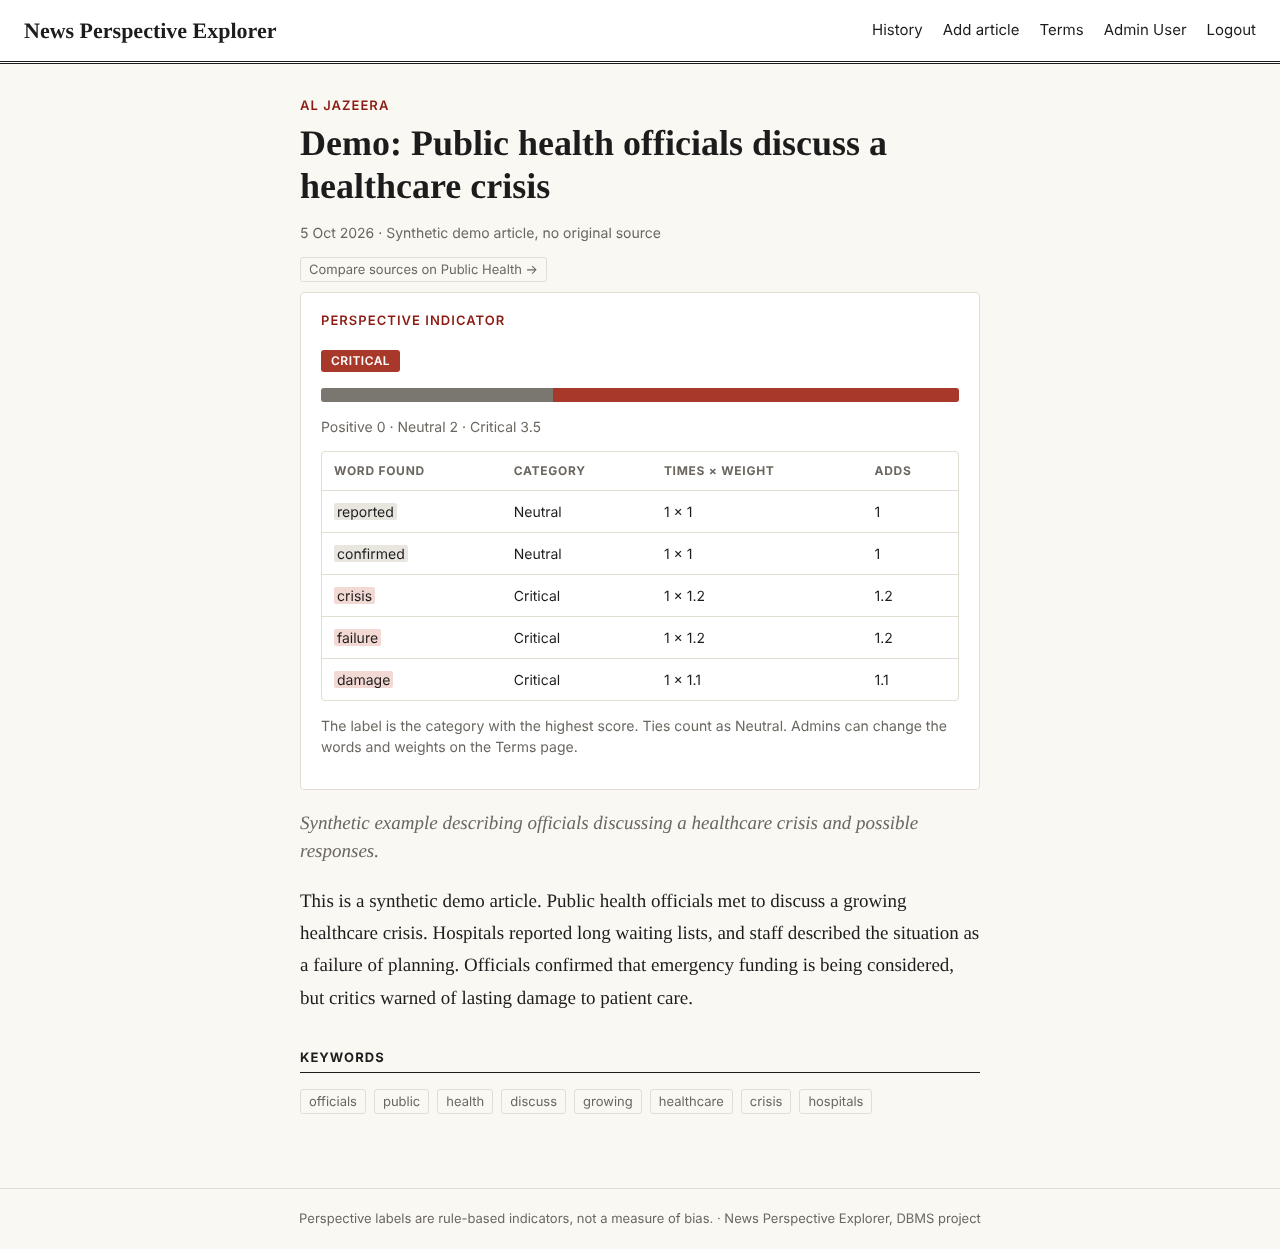 News Perspective Explorer
History Add article Terms Admin User Logout
AL JAZEERA
Demo: Public health officials discuss a
healthcare crisis
5 Oct 2026 · Synthetic demo article, no original source
Compare sources on Public Health →
PERSPECTIVE INDICATOR
CRITICAL
Positive 0 · Neutral 2 · Critical 3.5
WORD FOUND CATEGORY TIMES × WEIGHT ADDS
reported Neutral 1 × 1 1
confirmed Neutral 1 × 1 1
crisis Critical 1 × 1.2 1.2
failure Critical 1 × 1.2 1.2
damage Critical 1 × 1.1 1.1
The label is the category with the highest score. Ties count as Neutral. Admins can change the
words and weights on the Terms page.
Synthetic example describing officials discussing a healthcare crisis and possible
responses.
This is a synthetic demo article. Public health officials met to discuss a growing
healthcare crisis. Hospitals reported long waiting lists, and staff described the situation as
a failure of planning. Officials confirmed that emergency funding is being considered,
but critics warned of lasting damage to patient care.
KEYWORDS
officials public health discuss growing healthcare crisis hospitals
Perspective labels are rule-based indicators, not a measure of bias. · News Perspective Explorer, DBMS project